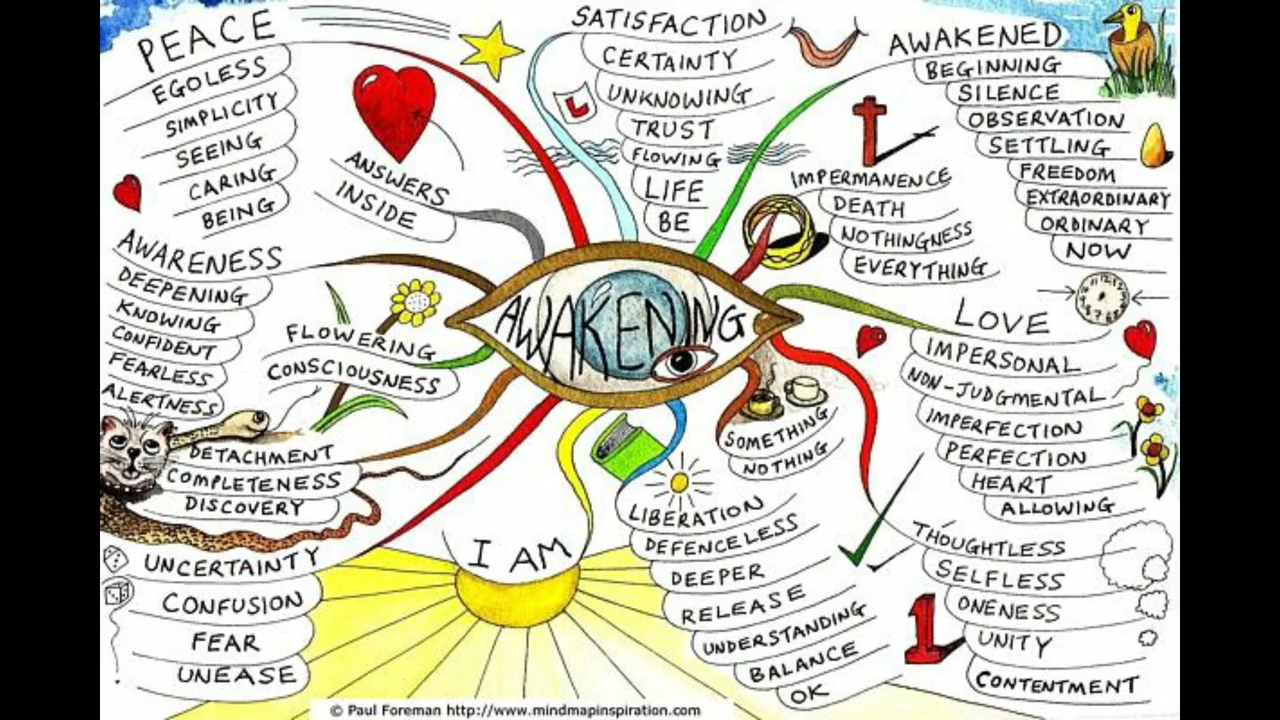 PEACE
EGOLESS
SIMPLICITY
SEEING
CARING
BEING
ANSWERS
INSIDE
SATISFACTION
CERTAINTY
UNKNOWING
TRUST
FLOWING
LIFE
BE
L
AWAKENED
BEGINNING
SILENCE
OBSERVATION
SETTLING
FREEDOM
EXTRAORDINARY
ORDINARY
NOW
IMPERMANENCE
DEATH
NOTHINGNESS
EVERYTHING
AWARENESS
DEEPENING
KNOWING
CONFIDENT
FEARLESS
ALERTNESS
FLOWERING
CONSCIOUSNESS
AWAKENING
LOVE
IMPERSONAL
NON-JUDGMENTAL
IMPERFECTION
PERFECTION
HEART
ALLOWING
SOMETHING
NOTHING
DETACHMENT
COMPLETENESS
DISCOVERY
UNCERTAINTY
CONFUSION
FEAR
UNEASE
I AM
LIBERATION
DEFENCELESS
DEEPER
RELEASE
UNDERSTANDING
BALANCE
OK
THOUGHTLESS
SELFLESS
ONENESS
UNITY
CONTENTMENT
1
© Paul Foreman http://www.mindmapinspiration.com